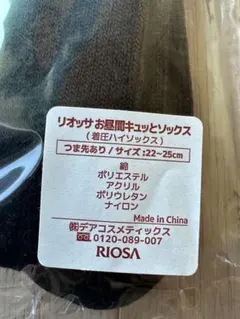 リオッサ お昼間キュッとソックス
（着圧ハイソックス）
つま先あり / サイズ：22～25cm
綿
ポリエステル
アクリル
ポリウレタン
ナイロン
Made in China
㈱デアコスメティックス
☎0120-089-007
RIOSA